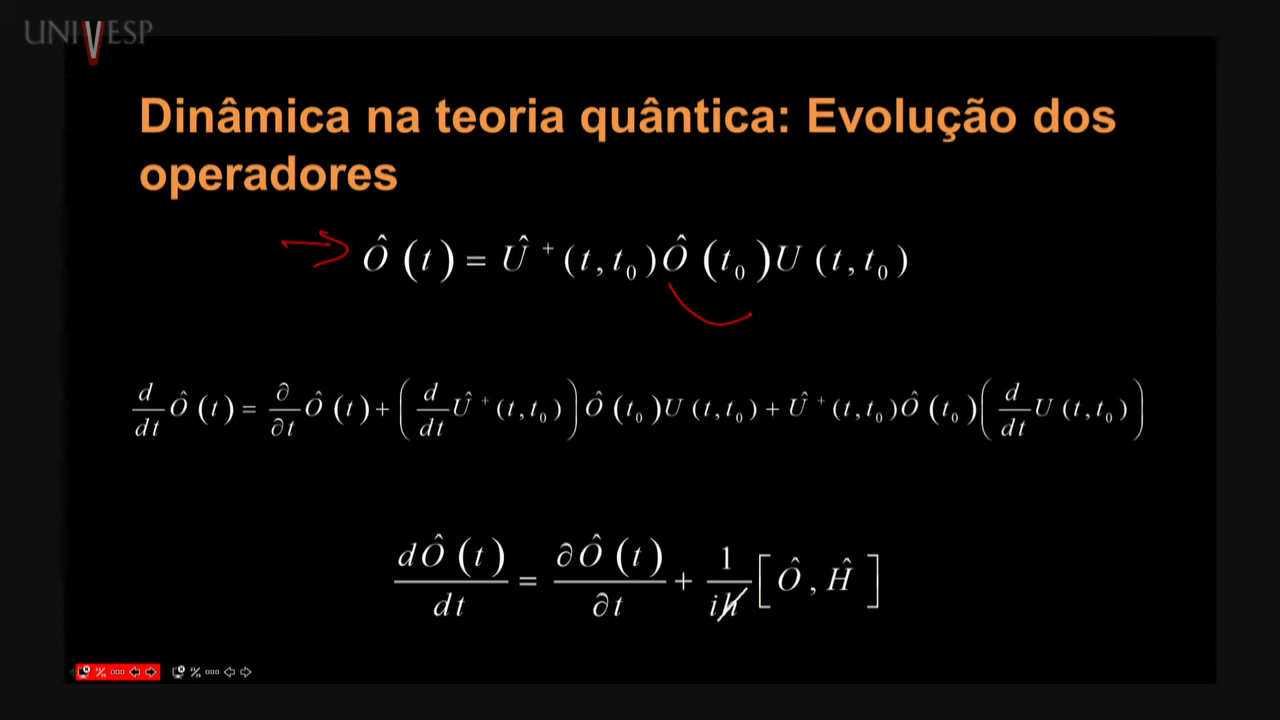 UNIVESP
Dinâmica na teoria quântica: Evolução dos
operadores
Ô (t) = Û ⁺ (t, t₀) Ô (t₀) U (t, t₀)
d/dt Ô (t) = ∂/∂t Ô (t) + ( d/dt Û ⁺ (t, t₀) ) Ô (t₀) U (t, t₀) + Û ⁺ (t, t₀) Ô (t₀) ( d/dt U (t, t₀) )
dÔ (t)/dt = ∂Ô (t)/∂t + 1/iħ [ Ô , Ĥ ]